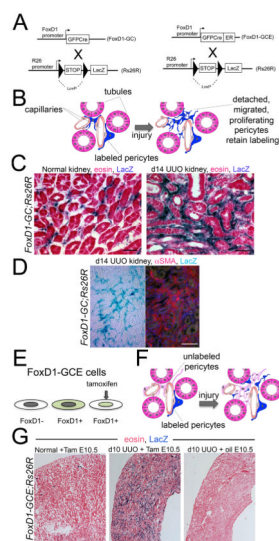 A
FoxD1
promoter
GFPCre
(FoxD1-GC)
X
R26
promoter
STOP
LacZ
(Rs26R)
LoxP
FoxD1
promoter
GFPCre
ER
(FoxD1-GCE)
X
R26
promoter
STOP
LacZ
(Rs26R)
LoxP
B
tubules
capillaries
injury
labeled pericytes
detached,
migrated,
proliferating
pericytes
retain labeling
C
Normal kidney, eosin, LacZ
d14 UUO kidney, eosin, LacZ
FoxD1-GC;Rs26R
D
d14 UUO kidney, αSMA, LacZ
FoxD1-GC;Rs26R
E
FoxD1-GCE cells
tamoxifen
FoxD1-
FoxD1+
FoxD1+
F
unlabeled
pericytes
injury
labeled pericytes
G
eosin, LacZ
Normal +Tam E10.5
d10 UUO + Tam E10.5
d10 UUO + oil E10.5
FoxD1-GCE;Rs26R